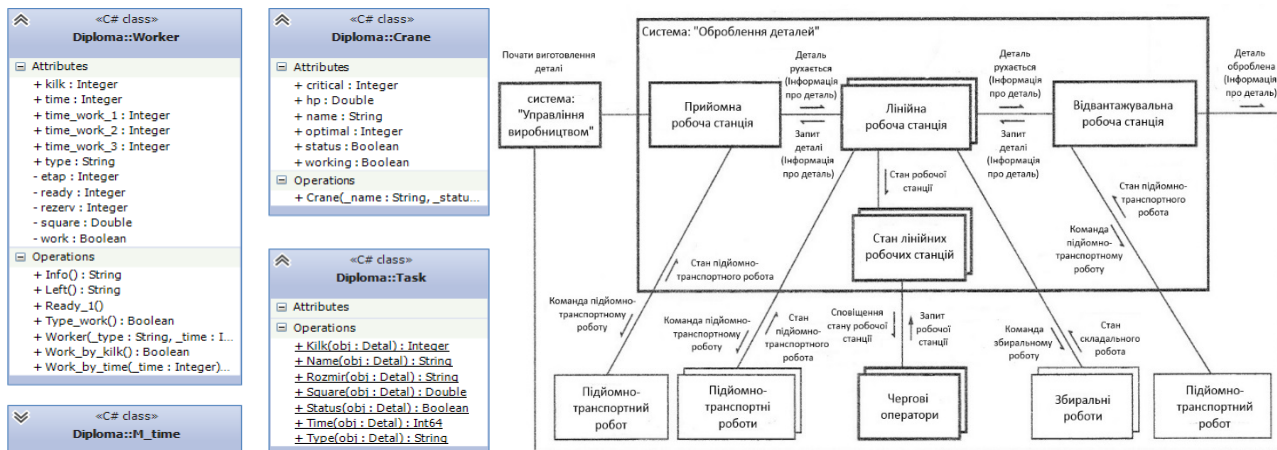 «C# class»
Diploma::Worker
Attributes
+ kilk : Integer
+ time : Integer
+ time_work_1 : Integer
+ time_work_2 : Integer
+ time_work_3 : Integer
+ type : String
- etap : Integer
- ready : Integer
- rezerv : Integer
- square : Double
- work : Boolean
Operations
+ Info() : String
+ Left() : String
+ Ready_1()
+ Type_work() : Boolean
+ Worker(_type : String, _time : I...
+ Work_by_kilk() : Boolean
+ Work_by_time(_time : Integer)...
«C# class»
Diploma::M_time
«C# class»
Diploma::Crane
Attributes
+ critical : Integer
+ hp : Double
+ name : String
+ optimal : Integer
+ status : Boolean
+ working : Boolean
Operations
+ Crane(_name : String, _statu...
«C# class»
Diploma::Task
Attributes
Operations
+ Kilk(obj : Detal) : Integer
+ Name(obj : Detal) : String
+ Rozmir(obj : Detal) : String
+ Square(obj : Detal) : Double
+ Status(obj : Detal) : Boolean
+ Time(obj : Detal) : Int64
+ Type(obj : Detal) : String
Система: "Оброблення деталей"
Почати виготовлення
деталі
система:
"Управління
виробництвом"
Прийомна
робоча станція
Деталь
рухається
(Інформація
про деталь)
Запит
деталі
(Інформація
про деталь)
Лінійна
робоча станція
Деталь
рухається
(Інформація
про деталь)
Запит
деталі
(Інформація
про деталь)
Відвантажувальна
робоча станція
Деталь
оброблена
(Інформація
про деталь)
Стан робочої
станції
Стан лінійних
робочих станцій
Стан підйомно-
транспортного
робота
Команда
підйомно-
транспортному
роботу
Стан підйомно-
транспортного робота
Команда підйомно-
транспортному
роботу
Команда підйомно-
транспортному
роботу
Стан
підйомно-
транспортного
робота
Сповіщення
стану робочої
станції
Запит
робочої
станції
Команда
збиральному
роботу
Стан
складального
робота
Підйомно-
транспортний
робот
Підйомно-
транспортні
роботи
Чергові
оператори
Збиральні
роботи
Підйомно-
транспортний
робот